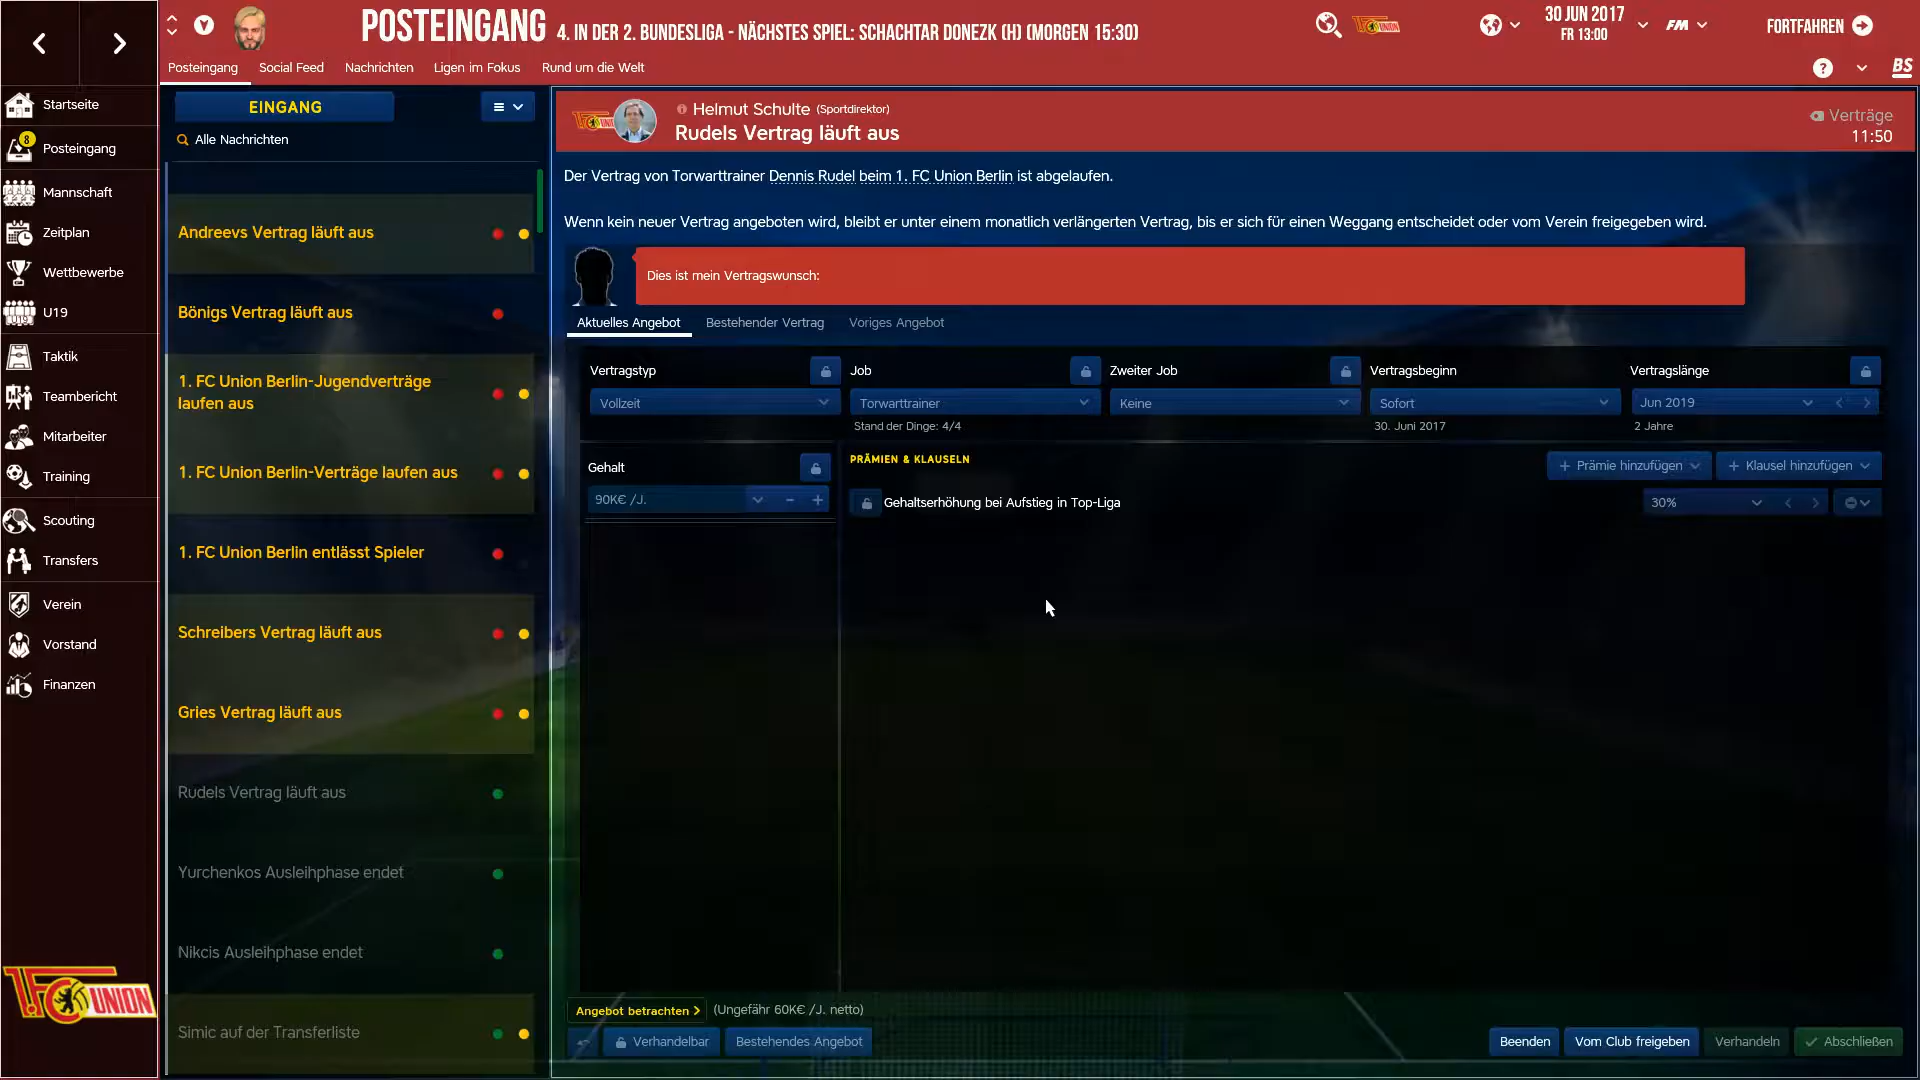 POSTEINGANG
4. IN DER 2. BUNDESLIGA - NÄCHSTES SPIEL: SCHACHTAR DONEZK (H) (MORGEN 15:30)
30 JUN 2017
FR 13:00
FM
FORTFAHREN
Posteingang
Social Feed
Nachrichten
Ligen im Fokus
Rund um die Welt
?
BS
Startseite
8
Posteingang
Mannschaft
Zeitplan
Wettbewerbe
U19
Taktik
Teambericht
Mitarbeiter
Training
Scouting
Transfers
Verein
Vorstand
Finanzen
1.FC UNION
EINGANG
Alle Nachrichten
Andreevs Vertrag läuft aus
Bönigs Vertrag läuft aus
1. FC Union Berlin-Jugendverträge
laufen aus
1. FC Union Berlin-Verträge laufen aus
1. FC Union Berlin entlässt Spieler
Schreibers Vertrag läuft aus
Gries Vertrag läuft aus
Rudels Vertrag läuft aus
Yurchenkos Ausleihphase endet
Nikcis Ausleihphase endet
Simic auf der Transferliste
Helmut Schulte (Sportdirektor)
Rudels Vertrag läuft aus
Verträge
11:50
Der Vertrag von Torwarttrainer Dennis Rudel beim 1. FC Union Berlin ist abgelaufen.
Wenn kein neuer Vertrag angeboten wird, bleibt er unter einem monatlich verlängerten Vertrag, bis er sich für einen Weggang entscheidet oder vom Verein freigegeben wird.
Dies ist mein Vertragswunsch:
Aktuelles Angebot
Bestehender Vertrag
Voriges Angebot
Vertragstyp
Job
Zweiter Job
Vertragsbeginn
Vertragslänge
Vollzeit
Torwarttrainer
Keine
Sofort
Jun 2019
Stand der Dinge: 4/4
30. Juni 2017
2 Jahre
Gehalt
90K€ /J.
PRÄMIEN & KLAUSELN
Prämie hinzufügen
Klausel hinzufügen
Gehaltserhöhung bei Aufstieg in Top-Liga
30%
Angebot betrachten >
(Ungefähr 60K€ /J. netto)
Verhandelbar
Bestehendes Angebot
Beenden
Vom Club freigeben
Verhandeln
Abschließen